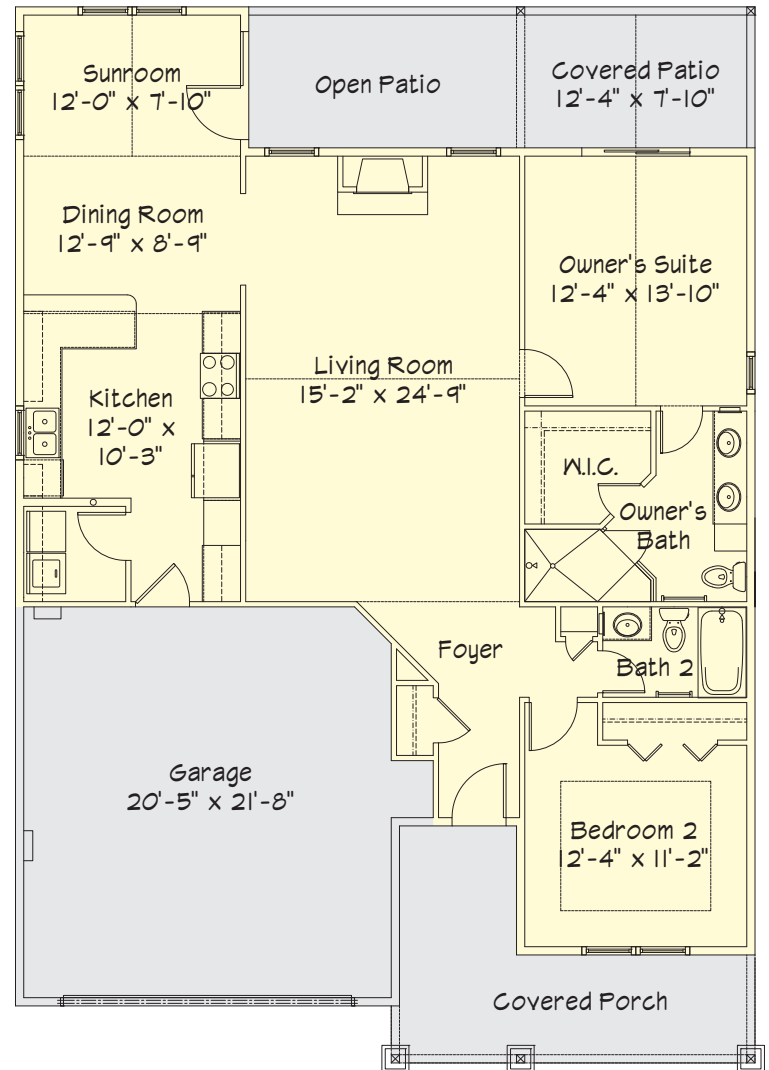 Sunroom
12'-0" x 7'-10"
Open Patio
Covered Patio
12'-4" x 7'-10"
Dining Room
12'-9" x 8'-9"
Owner's Suite
12'-4" x 13'-10"
Living Room
15'-2" x 24'-9"
Kitchen
12'-0" x
10'-3"
W.I.C.
Owner's
Bath
Foyer
Bath 2
Garage
20'-5" x 21'-8"
Bedroom 2
12'-4" x 11'-2"
Covered Porch